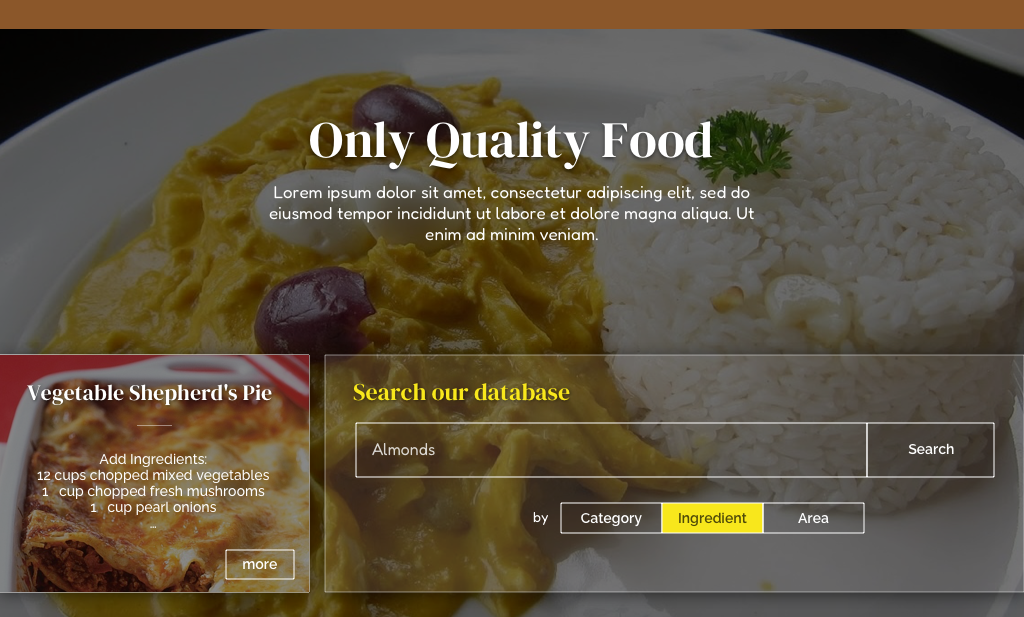 Only Quality Food
Lorem ipsum dolor sit amet, consectetur adipiscing elit, sed do
eiusmod tempor incididunt ut labore et dolore magna aliqua. Ut
enim ad minim veniam.
Vegetable Shepherd's Pie
Add Ingredients:
12 cups chopped mixed vegetables
1 cup chopped fresh mushrooms
1 cup pearl onions
...
more
Search our database
Almonds
Search
by Category Ingredient Area